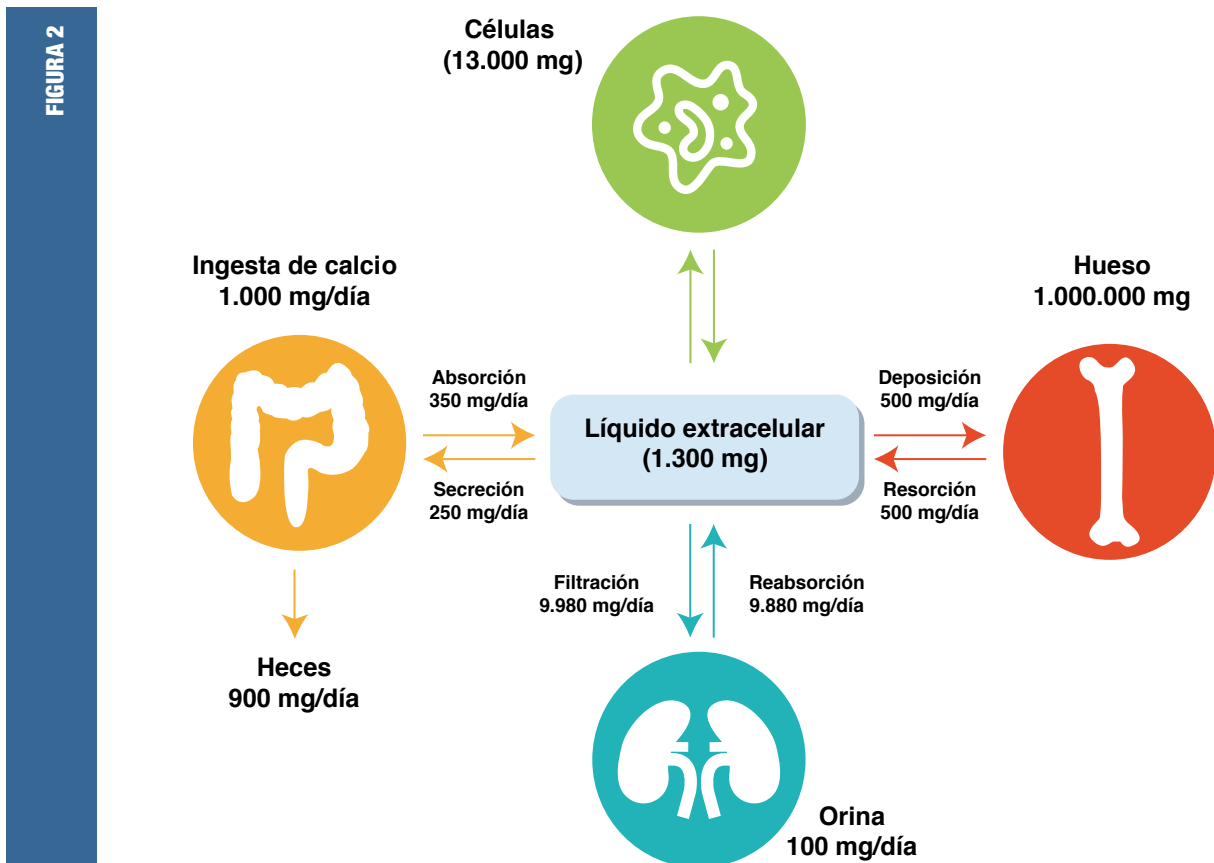 FIGURA 2
Células
(13.000 mg)
Ingesta de calcio
1.000 mg/día
Hueso
1.000.000 mg
Absorción
350 mg/día
Deposición
500 mg/día
Líquido extracelular
(1.300 mg)
Secreción
250 mg/día
Resorción
500 mg/día
Filtración
9.980 mg/día
Reabsorción
9.880 mg/día
Heces
900 mg/día
Orina
100 mg/día